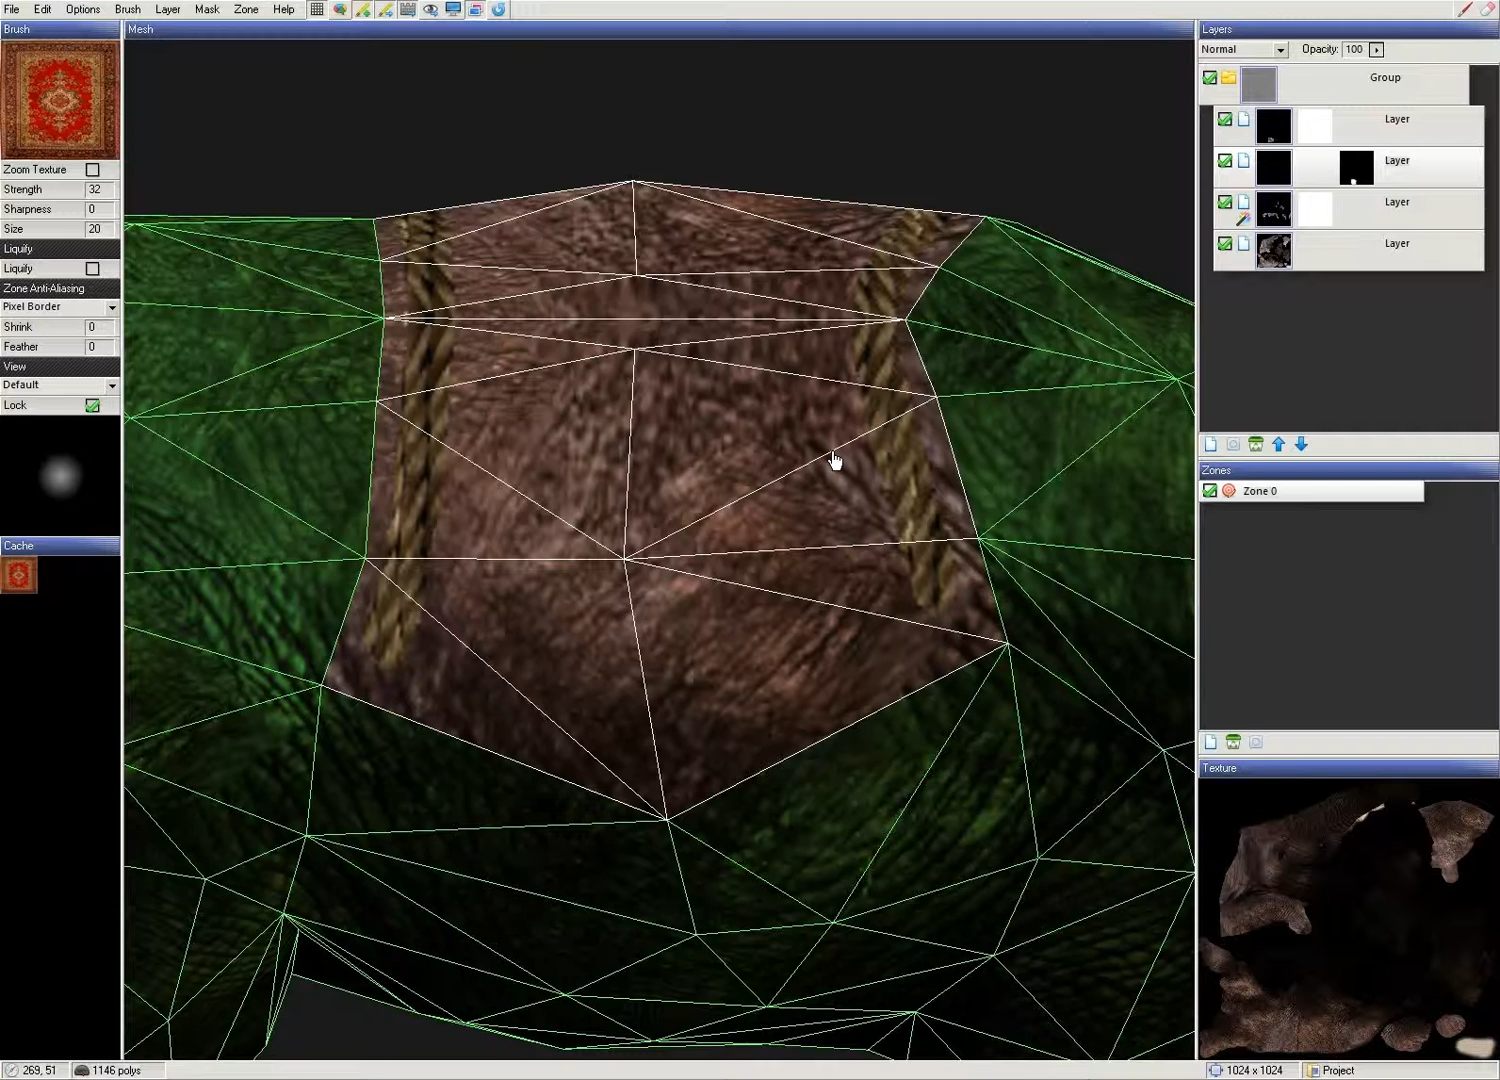 File Edit Options Brush Layer Mask Zone Help
Brush
Mesh
Layers
Normal Opacity: 100
Group
Layer
Layer
Layer
Layer
Zoom Texture
Strength 32
Sharpness 0
Size 20
Liquify
Liquify
Zone Anti-Aliasing
Pixel Border
Shrink 0
Feather 0
View
Default
Lock
Zones
Zone 0
Cache
Texture
269, 51 1146 polys 1024 x 1024 Project